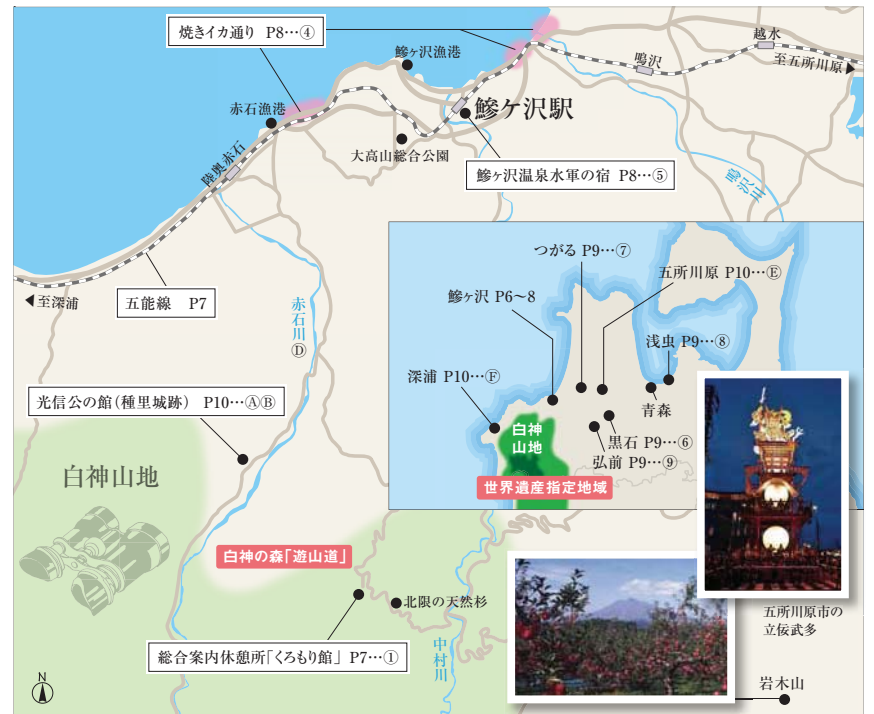 焼きイカ通り P8…④
鰺ヶ沢漁港
越水
鳴沢
至五所川原
赤石漁港
鰺ケ沢駅
大高山総合公園
陸奥赤石
鰺ヶ沢温泉水軍の宿 P8…⑤
鳴沢川
至深浦
五能線 P7
赤石川
Ⓓ
つがる P9…⑦
五所川原 P10…Ⓔ
鰺ヶ沢 P6〜8
浅虫 P9…⑧
深浦 P10…Ⓕ
青森
白神
山地
黒石 P9…⑥
弘前 P9…⑨
世界遺産指定地域
光信公の館（種里城跡） P10…ⒶⒷ
白神山地
白神の森「遊山道」
北限の天然杉
総合案内休憩所「くろもり館」 P7…①
中村川
五所川原市の
立佞武多
岩木山
N